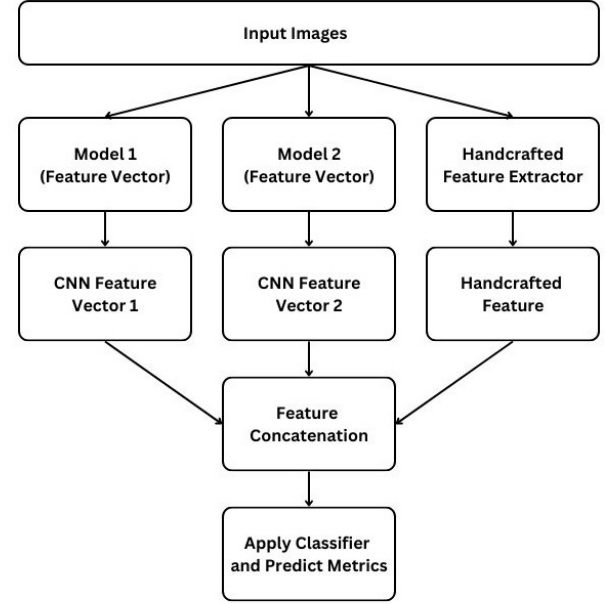 Input Images
Model 1
(Feature Vector)
Model 2
(Feature Vector)
Handcrafted
Feature Extractor
CNN Feature
Vector 1
CNN Feature
Vector 2
Handcrafted
Feature
Feature
Concatenation
Apply Classifier
and Predict Metrics